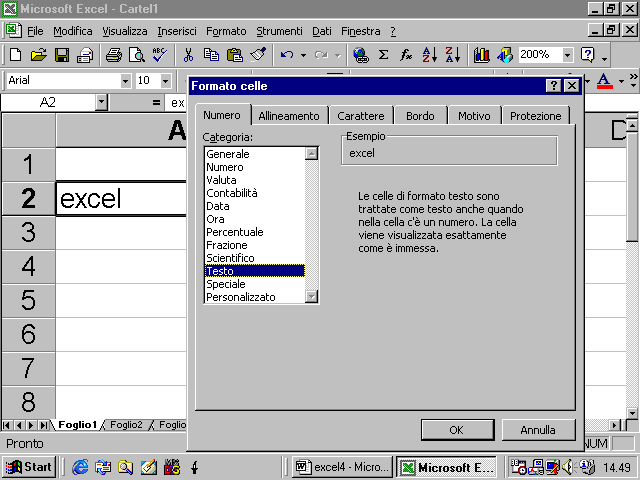 Microsoft Excel - Cartel1
File Modifica Visualizza Inserisci Formato Strumenti Dati Finestra ?
200%
Arial 10
A2 = ex
Formato celle
Numero Allineamento Carattere Bordo Motivo Protezione
Categoria:
Generale
Numero
Valuta
Contabilità
Data
Ora
Percentuale
Frazione
Scientifico
Testo
Speciale
Personalizzato
Esempio
excel
Le celle di formato testo sono
trattate come testo anche quando
nella cella c'è un numero. La cella
viene visualizzata esattamente
come è immessa.
OK Annulla
A D
1
2 excel
3
4
5
6
7
8
Foglio1 Foglio2 Foglio
Pronto NUM
Start excel4 - Micro... Microsoft E... 14.49